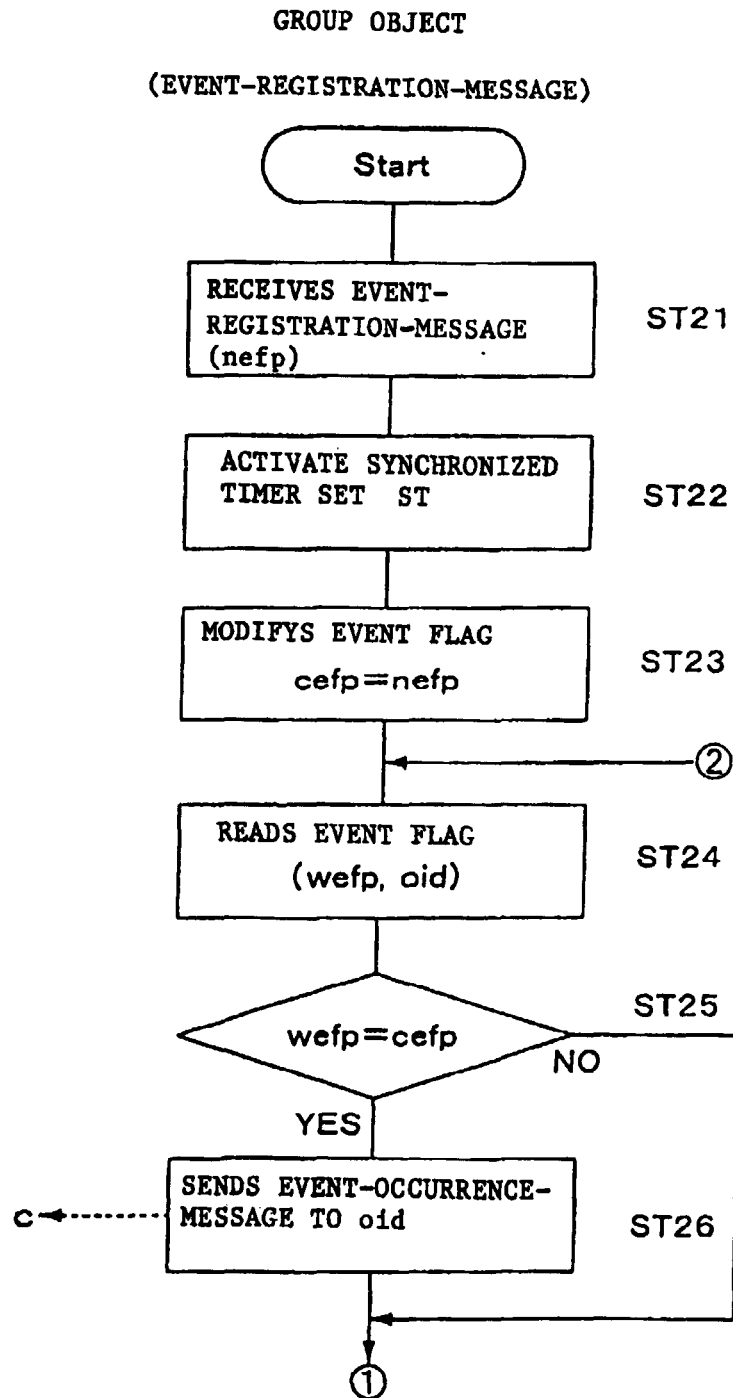 GROUP OBJECT
(EVENT-REGISTRATION-MESSAGE)
Start
RECEIVES EVENT-
REGISTRATION-MESSAGE
(nefp)
ST21
ACTIVATE SYNCHRONIZED
TIMER SET ST
ST22
MODIFYS EVENT FLAG
cefp=nefp
ST23
②
READS EVENT FLAG
(wefp, oid)
ST24
ST25
wefp=cefp
NO
YES
SENDS EVENT-OCCURRENCE-
MESSAGE TO oid
c
ST26
①